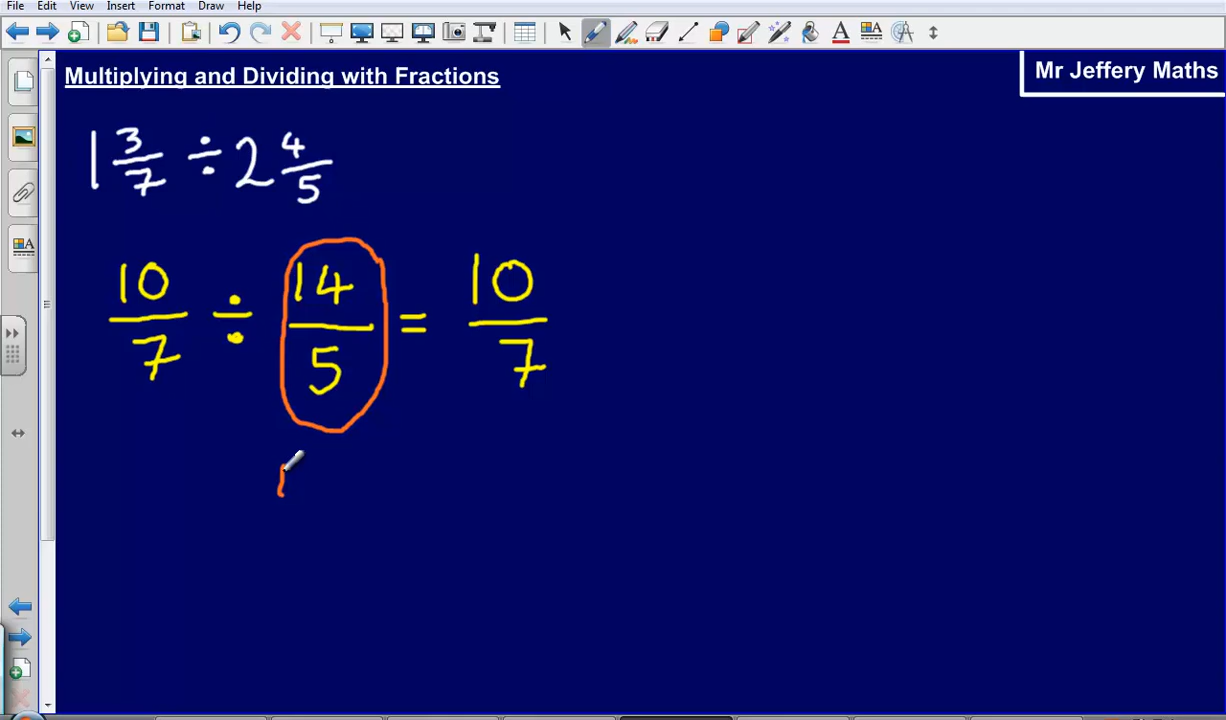 File Edit View Insert Format Draw Help
Multiplying and Dividing with Fractions
Mr Jeffery Maths
1 3/7 ÷ 2 4/5
10/7 ÷ 14/5 = 10/7